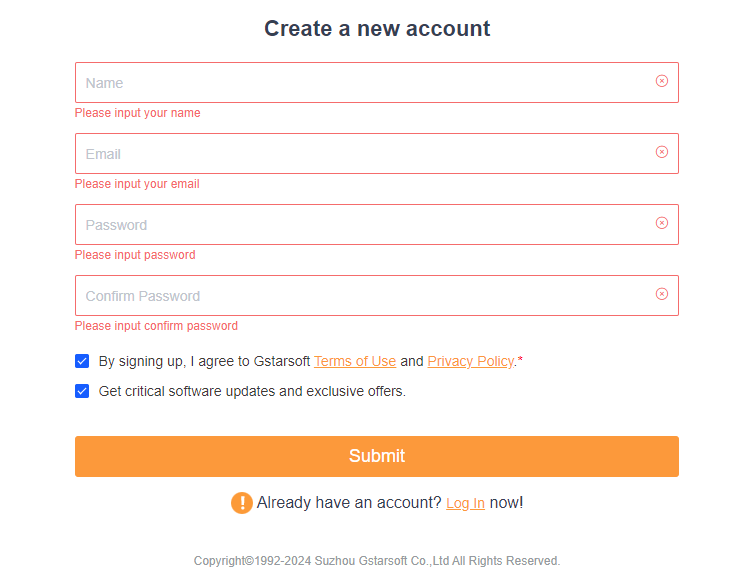 Create a new account
Name
Please input your name
Email
Please input your email
Password
Please input password
Confirm Password
Please input confirm password
By signing up, I agree to Gstarsoft Terms of Use and Privacy Policy.*
Get critical software updates and exclusive offers.
Submit
Already have an account? Log In now!
Copyright©1992-2024 Suzhou Gstarsoft Co.,Ltd All Rights Reserved.